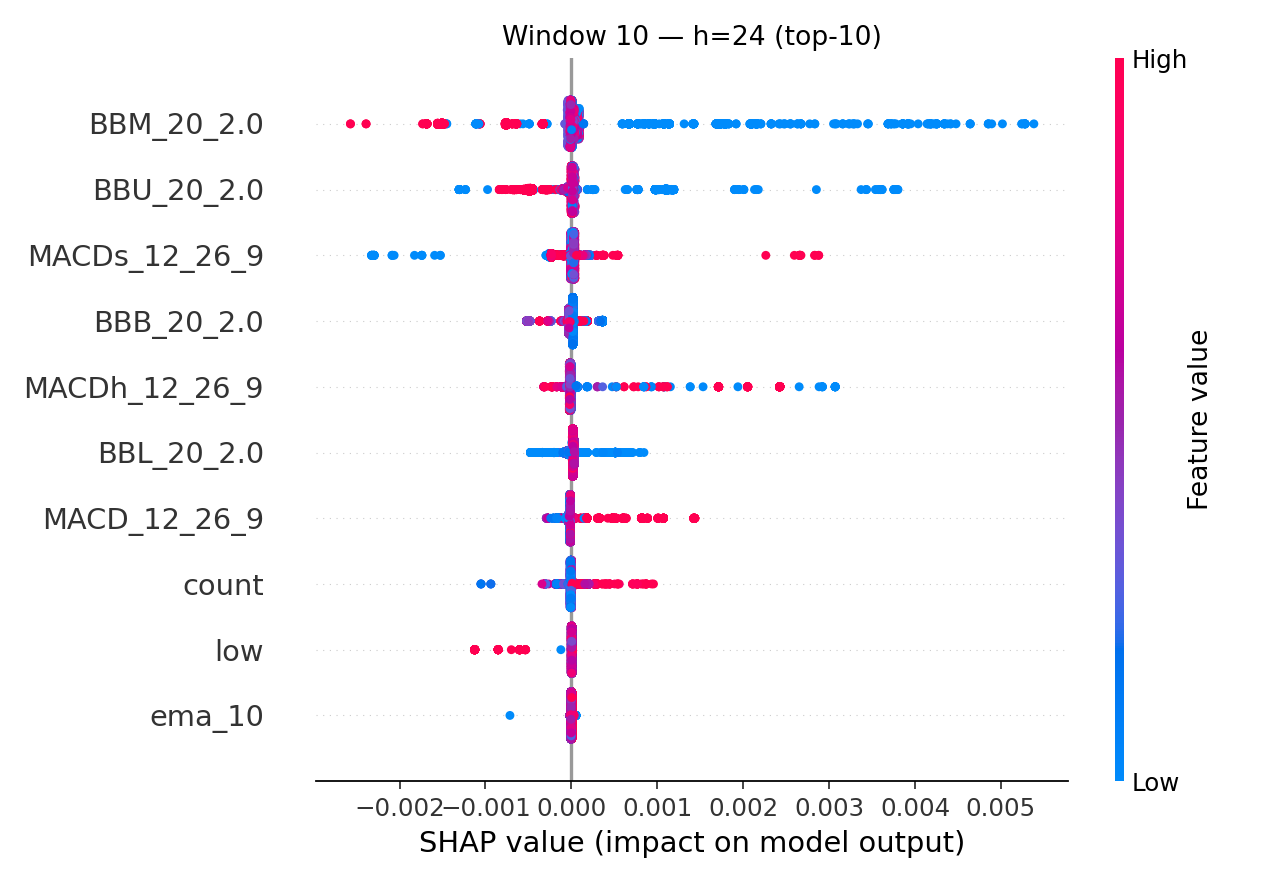 Window 10 — h=24 (top-10)
High
BBM_20_2.0
BBU_20_2.0
MACDs_12_26_9
BBB_20_2.0
MACDh_12_26_9
BBL_20_2.0
MACD_12_26_9
count
low
ema_10
Feature value
Low
−0.002 −0.001 0.000 0.001 0.002 0.003 0.004 0.005
SHAP value (impact on model output)